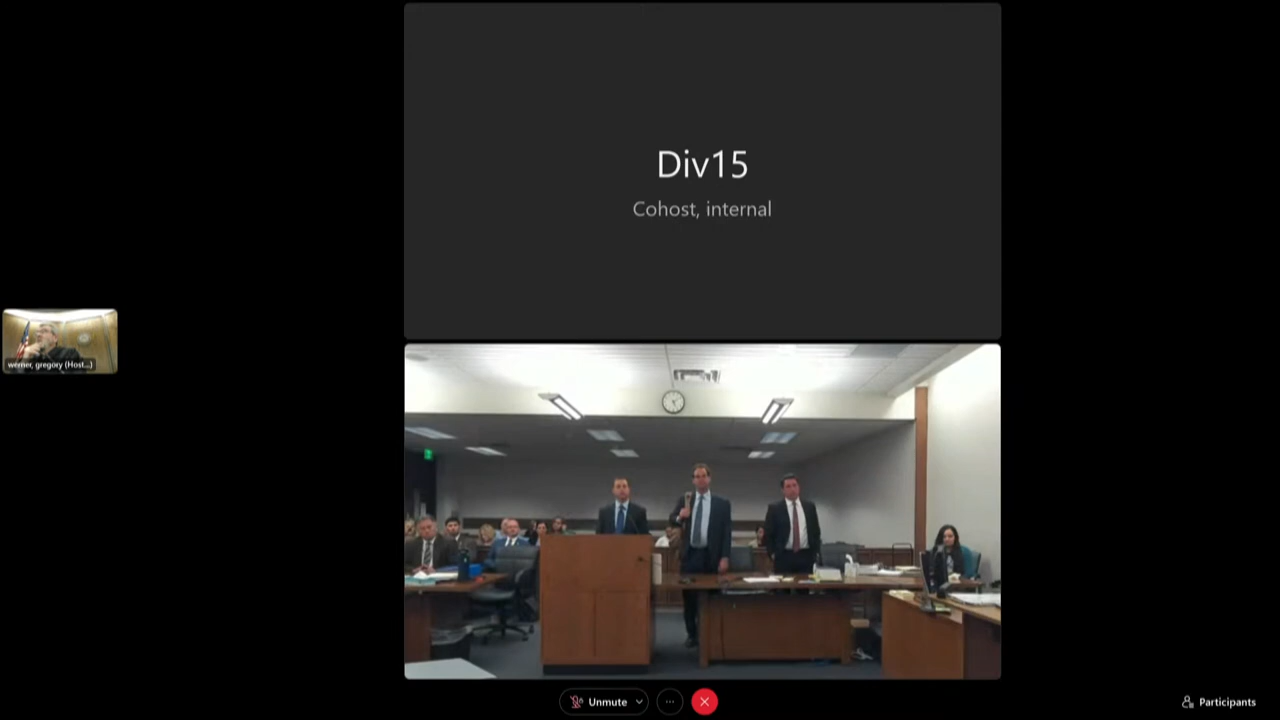 Div15
Cohost, internal
werner, gregory (Host...)
Unmute
Participants